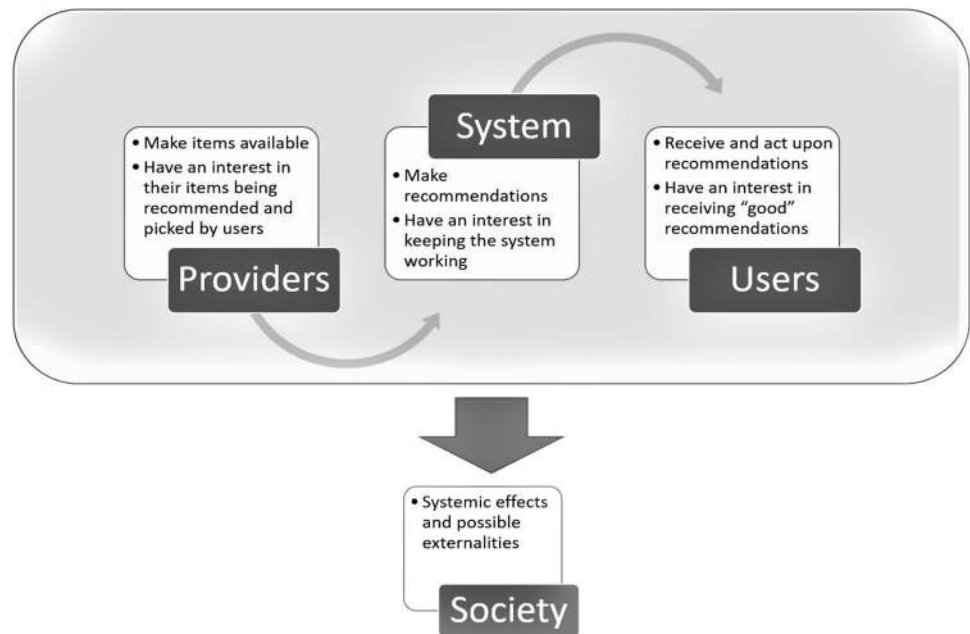 • Make items available
• Have an interest in
their items being
recommended and
picked by users
Providers
System
• Make
recommendations
• Have an interest in
keeping the system
working
• Receive and act upon
recommendations
• Have an interest in
receiving “good”
recommendations
Users
• Systemic effects
and possible
externalities
Society